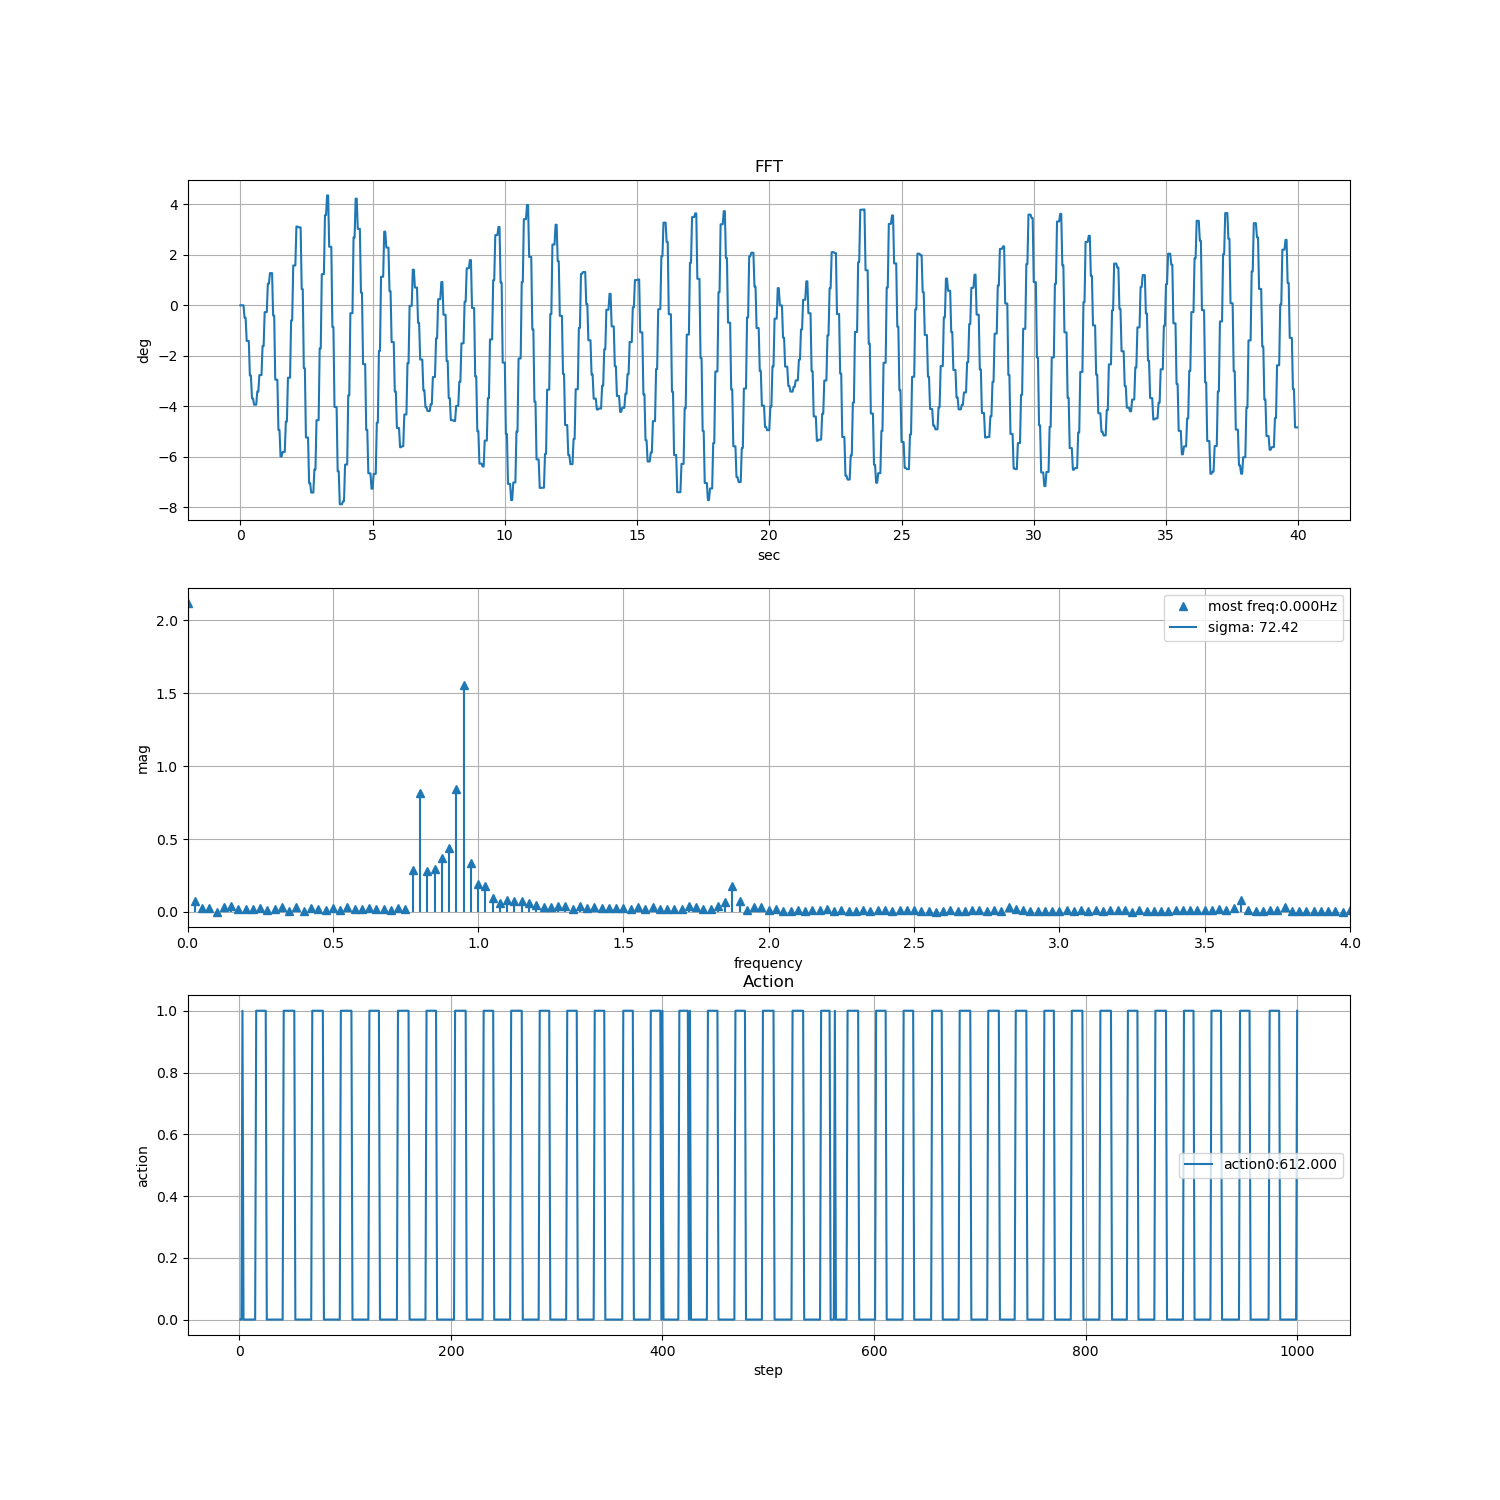 FFT
4
2
0
−2
−4
−6
−8
deg
0 5 10 15 20 25 30 35 40
sec
most freq:0.000Hz
sigma: 72.42
2.0
1.5
1.0
0.5
0.0
mag
0.0 0.5 1.0 1.5 2.0 2.5 3.0 3.5 4.0
frequency
Action
1.0
0.8
0.6
0.4
0.2
0.0
action
action0:612.000
0 200 400 600 800 1000
step